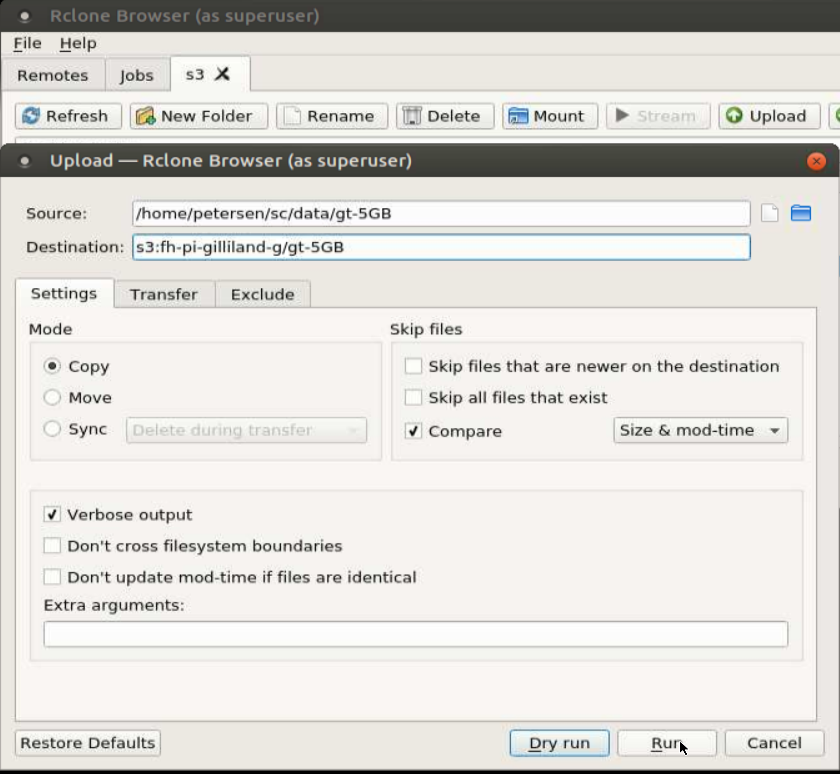 Rclone Browser (as superuser)
File Help
Remotes Jobs s3
Refresh New Folder Rename Delete Mount Stream Upload
Upload — Rclone Browser (as superuser)
Source: /home/petersen/sc/data/gt-5GB
Destination: s3:fh-pi-gilliland-g/gt-5GB
Settings Transfer Exclude
Mode Skip files
Copy Skip files that are newer on the destination
Move Skip all files that exist
Sync Delete during transfer Compare Size & mod-time
Verbose output
Don't cross filesystem boundaries
Don't update mod-time if files are identical
Extra arguments:
Restore Defaults Dry run Run Cancel